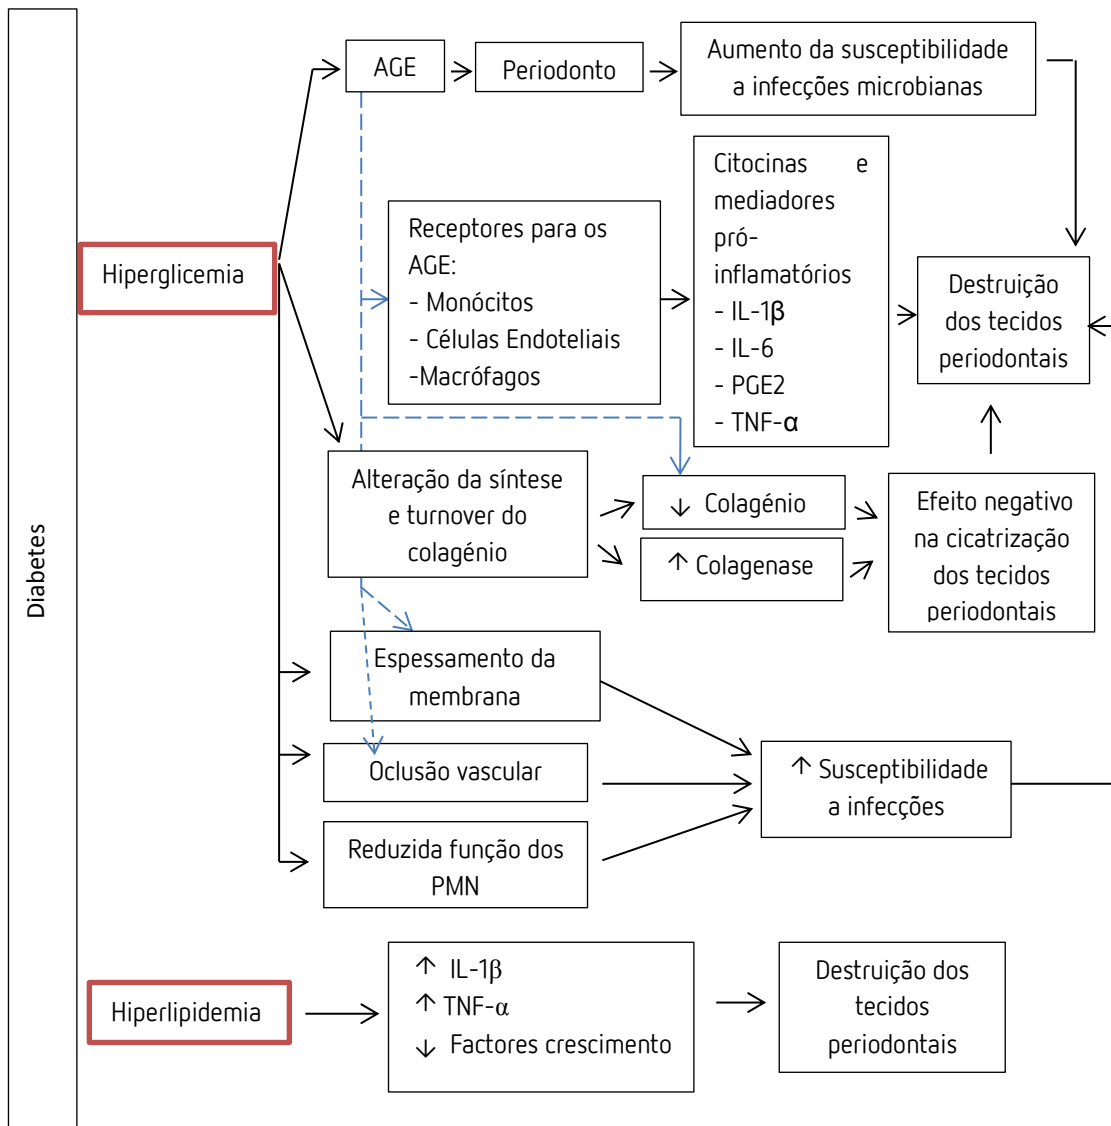 Diabetes
Hiperglicemia
AGE
Periodonto
Aumento da susceptibilidade
a infecções microbianas
Receptores para os
AGE:
- Monócitos
- Células Endoteliais
-Macrófagos
Citocinas e
mediadores
pró-
inflamatórios
- IL-1β
- IL-6
- PGE2
- TNF-α
Destruição
dos tecidos
periodontais
Alteração da síntese
e turnover do
colagénio
↓ Colagénio
↑ Colagenase
Efeito negativo
na cicatrização
dos tecidos
periodontais
Espessamento da
membrana
Oclusão vascular
Reduzida função dos
PMN
↑ Susceptibilidade
a infecções
Hiperlipidemia
↑ IL-1β
↑ TNF-α
↓ Factores crescimento
Destruição dos
tecidos
periodontais